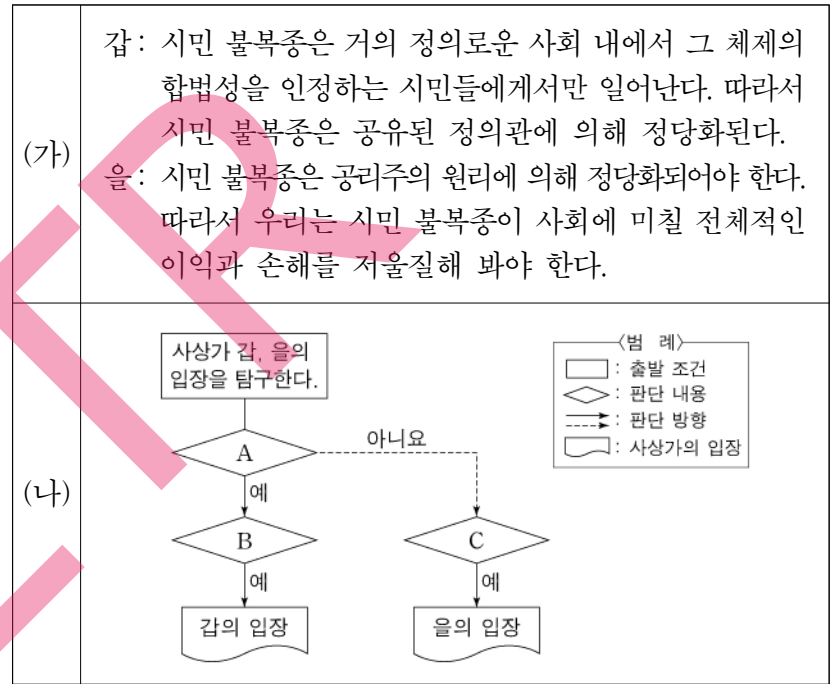 (가)
갑 : 시민 불복종은 거의 정의로운 사회 내에서 그 체제의
합법성을 인정하는 시민들에게서만 일어난다. 따라서
시민 불복종은 공유된 정의관에 의해 정당화된다.
을 : 시민 불복종은 공리주의 원리에 의해 정당화되어야 한다.
따라서 우리는 시민 불복종이 사회에 미칠 전체적인
이익과 손해를 저울질해 봐야 한다.
(나)
사상가 갑, 을의
입장을 탐구한다.
〈범 례〉
: 출발 조건
: 판단 내용
: 판단 방향
: 사상가의 입장
A
아니요
예
B
C
예
예
갑의 입장
을의 입장